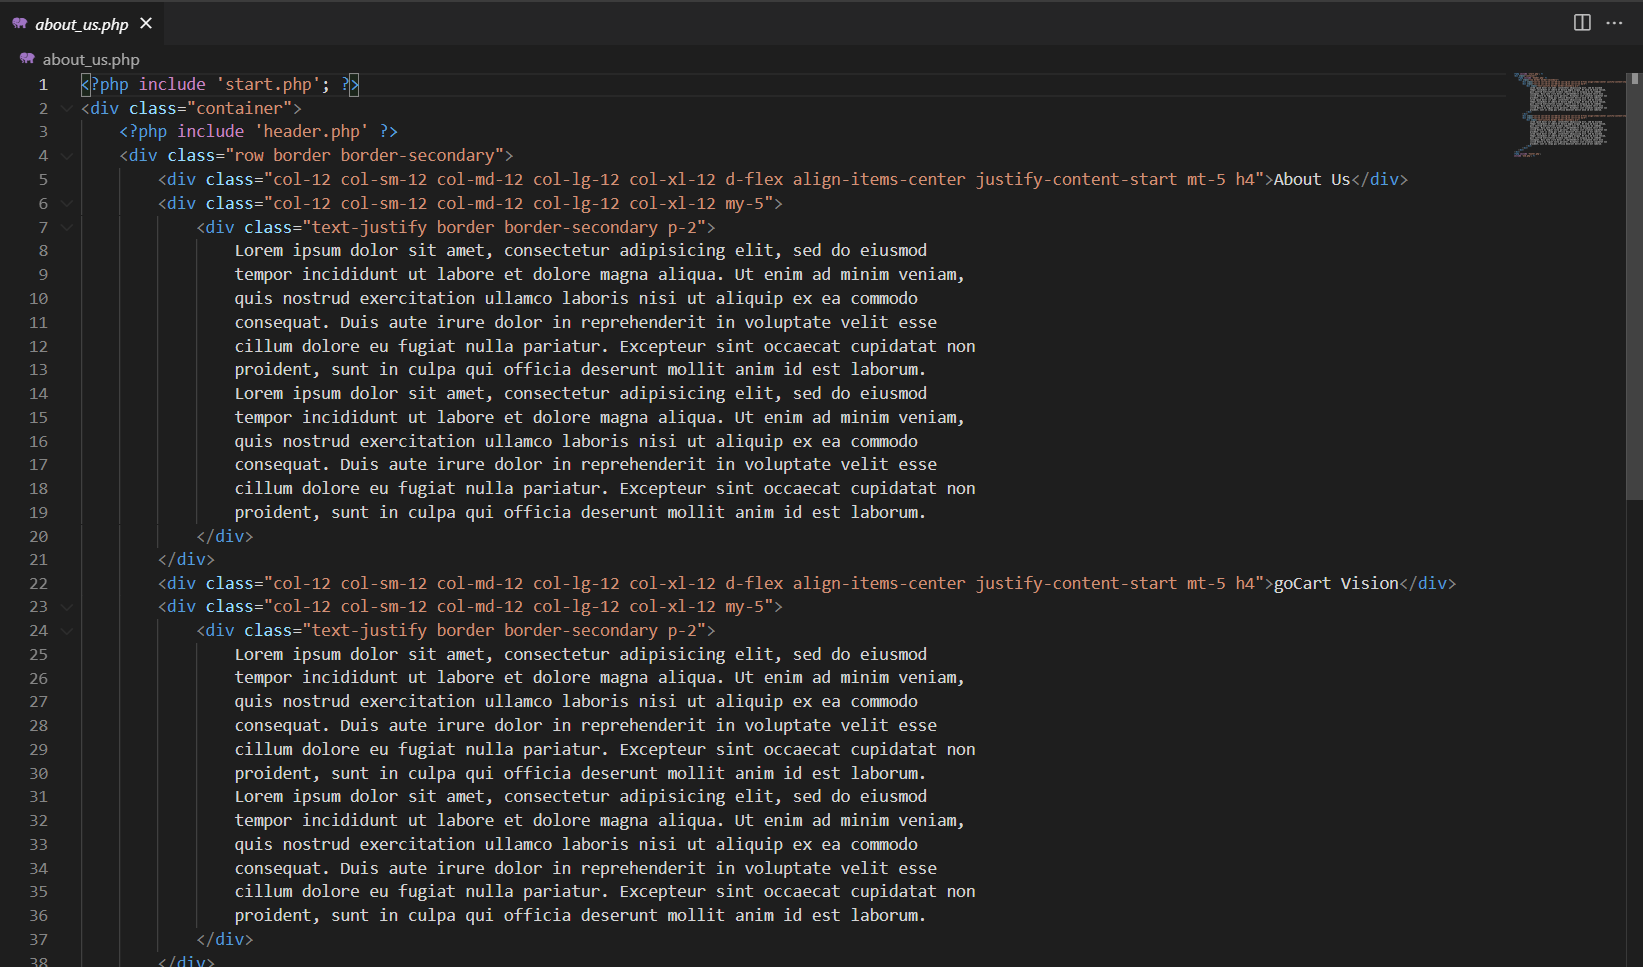 about_us.php
about_us.php
1 <?php include 'start.php'; ?>
2 <div class="container">
3 <?php include 'header.php' ?>
4 <div class="row border border-secondary">
5 <div class="col-12 col-sm-12 col-md-12 col-lg-12 col-xl-12 d-flex align-items-center justify-content-start mt-5 h4">About Us</div>
6 <div class="col-12 col-sm-12 col-md-12 col-lg-12 col-xl-12 my-5">
7 <div class="text-justify border border-secondary p-2">
8 Lorem ipsum dolor sit amet, consectetur adipisicing elit, sed do eiusmod
9 tempor incididunt ut labore et dolore magna aliqua. Ut enim ad minim veniam,
10 quis nostrud exercitation ullamco laboris nisi ut aliquip ex ea commodo
11 consequat. Duis aute irure dolor in reprehenderit in voluptate velit esse
12 cillum dolore eu fugiat nulla pariatur. Excepteur sint occaecat cupidatat non
13 proident, sunt in culpa qui officia deserunt mollit anim id est laborum.
14 Lorem ipsum dolor sit amet, consectetur adipisicing elit, sed do eiusmod
15 tempor incididunt ut labore et dolore magna aliqua. Ut enim ad minim veniam,
16 quis nostrud exercitation ullamco laboris nisi ut aliquip ex ea commodo
17 consequat. Duis aute irure dolor in reprehenderit in voluptate velit esse
18 cillum dolore eu fugiat nulla pariatur. Excepteur sint occaecat cupidatat non
19 proident, sunt in culpa qui officia deserunt mollit anim id est laborum.
20 </div>
21 </div>
22 <div class="col-12 col-sm-12 col-md-12 col-lg-12 col-xl-12 d-flex align-items-center justify-content-start mt-5 h4">goCart Vision</div>
23 <div class="col-12 col-sm-12 col-md-12 col-lg-12 col-xl-12 my-5">
24 <div class="text-justify border border-secondary p-2">
25 Lorem ipsum dolor sit amet, consectetur adipisicing elit, sed do eiusmod
26 tempor incididunt ut labore et dolore magna aliqua. Ut enim ad minim veniam,
27 quis nostrud exercitation ullamco laboris nisi ut aliquip ex ea commodo
28 consequat. Duis aute irure dolor in reprehenderit in voluptate velit esse
29 cillum dolore eu fugiat nulla pariatur. Excepteur sint occaecat cupidatat non
30 proident, sunt in culpa qui officia deserunt mollit anim id est laborum.
31 Lorem ipsum dolor sit amet, consectetur adipisicing elit, sed do eiusmod
32 tempor incididunt ut labore et dolore magna aliqua. Ut enim ad minim veniam,
33 quis nostrud exercitation ullamco laboris nisi ut aliquip ex ea commodo
34 consequat. Duis aute irure dolor in reprehenderit in voluptate velit esse
35 cillum dolore eu fugiat nulla pariatur. Excepteur sint occaecat cupidatat non
36 proident, sunt in culpa qui officia deserunt mollit anim id est laborum.
37 </div>
38 </div>